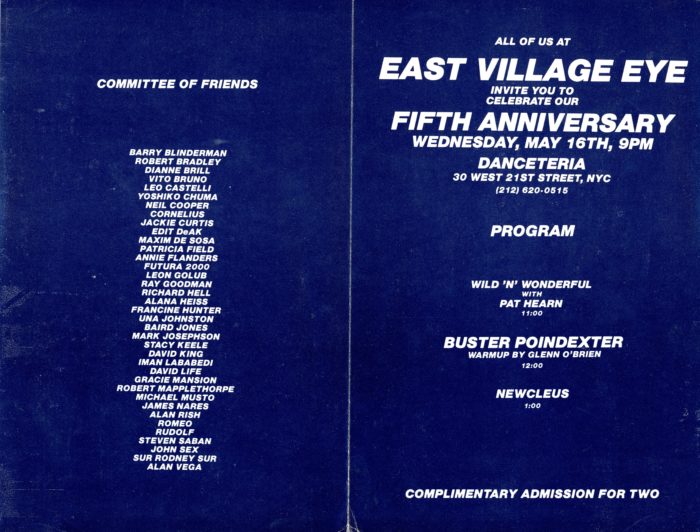 COMMITTEE OF FRIENDS
BARRY BLINDERMAN
ROBERT BRADLEY
DIANNE BRILL
VITO BRUNO
LEO CASTELLI
YOSHIKO CHUMA
NEIL COOPER
CORNELIUS
JACKIE CURTIS
EDIT DeAK
MAXIM DE SOSA
PATRICIA FIELD
ANNIE FLANDERS
FUTURA 2000
LEON GOLUB
RAY GOODMAN
RICHARD HELL
ALANA HEISS
FRANCINE HUNTER
UNA JOHNSTON
BAIRD JONES
MARK JOSEPHSON
STACY KEELE
DAVID KING
IMAN LABABEDI
DAVID LIFE
GRACIE MANSION
ROBERT MAPPLETHORPE
MICHAEL MUSTO
JAMES NARES
ALAN RISH
ROMEO
RUDOLF
STEVEN SABAN
JOHN SEX
SUR RODNEY SUR
ALAN VEGA
ALL OF US AT
EAST VILLAGE EYE
INVITE YOU TO
CELEBRATE OUR
FIFTH ANNIVERSARY
WEDNESDAY, MAY 16TH, 9PM
DANCETERIA
30 WEST 21ST STREET, NYC
(212) 620-0515
PROGRAM
WILD 'N' WONDERFUL
WITH
PAT HEARN
11:00
BUSTER POINDEXTER
WARMUP BY GLENN O'BRIEN
12:00
NEWCLEUS
1:00
COMPLIMENTARY ADMISSION FOR TWO